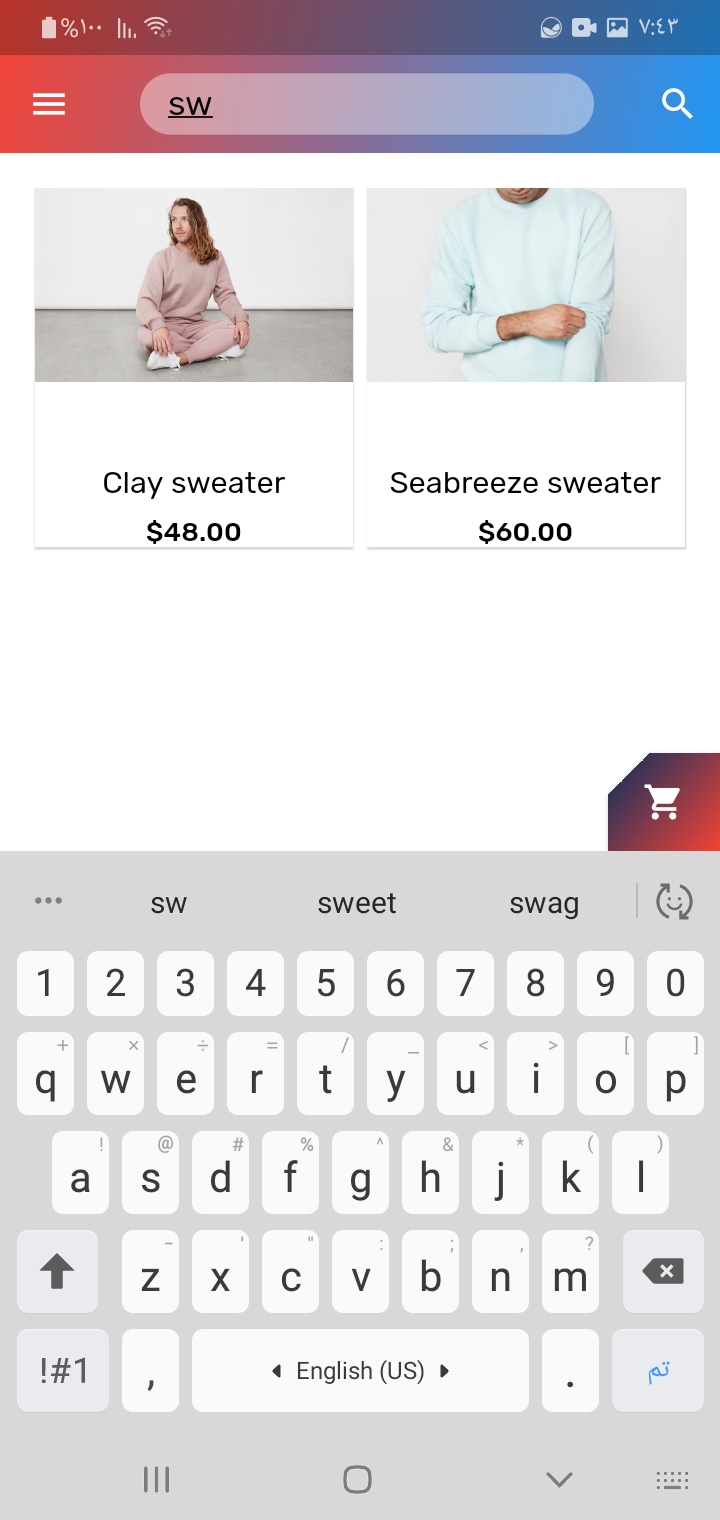 %١٠٠ ٧:٤٣
sw
Clay sweater Seabreeze sweater
$48.00 $60.00
sw sweet swag
1 2 3 4 5 6 7 8 9 0
+ × ÷ = / _ < > [ ]
q w e r t y u i o p
! @ # % ^ & * ( )
a s d f g h j k l
- ' " : ; , ?
z x c v b n m
!#1 , English (US) . تم